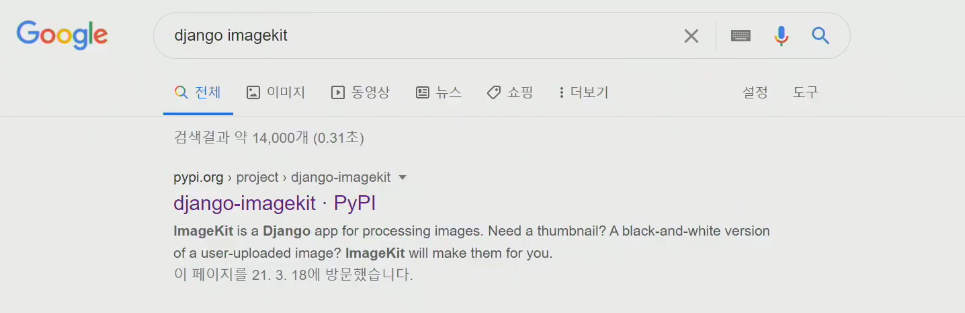 Google
django imagekit
전체 이미지 동영상 뉴스 쇼핑 더보기 설정 도구
검색결과 약 14,000개 (0.31초)
pypi.org › project › django-imagekit
django-imagekit · PyPI
ImageKit is a Django app for processing images. Need a thumbnail? A black-and-white version
of a user-uploaded image? ImageKit will make them for you.
이 페이지를 21. 3. 18에 방문했습니다.